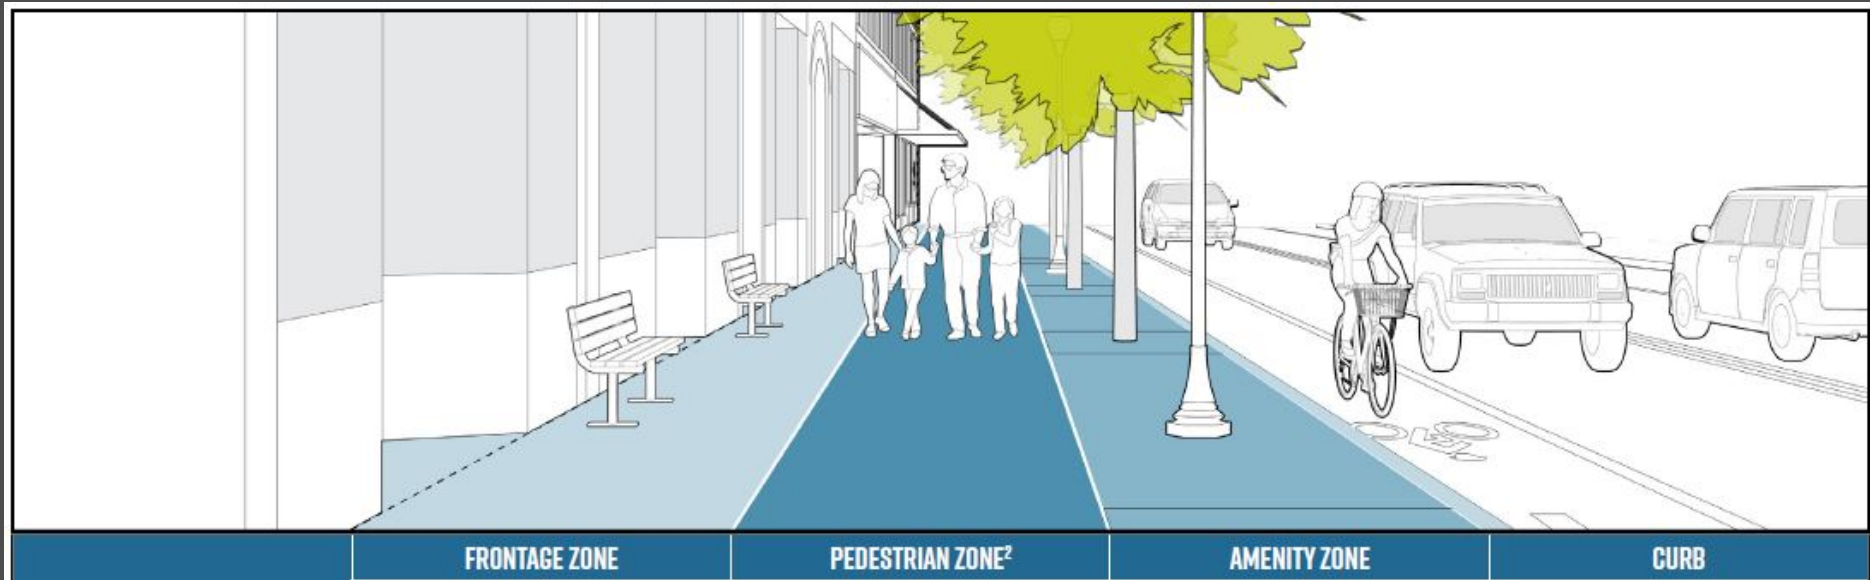 FRONTAGE ZONE
PEDESTRIAN ZONE²
AMENITY ZONE
CURB